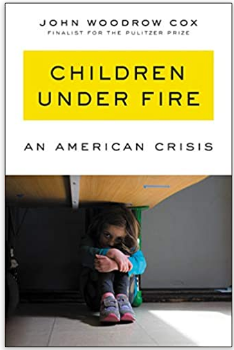 JOHN WOODROW COX
FINALIST FOR THE PULITZER PRIZE
CHILDREN
UNDER FIRE
AN AMERICAN CRISIS